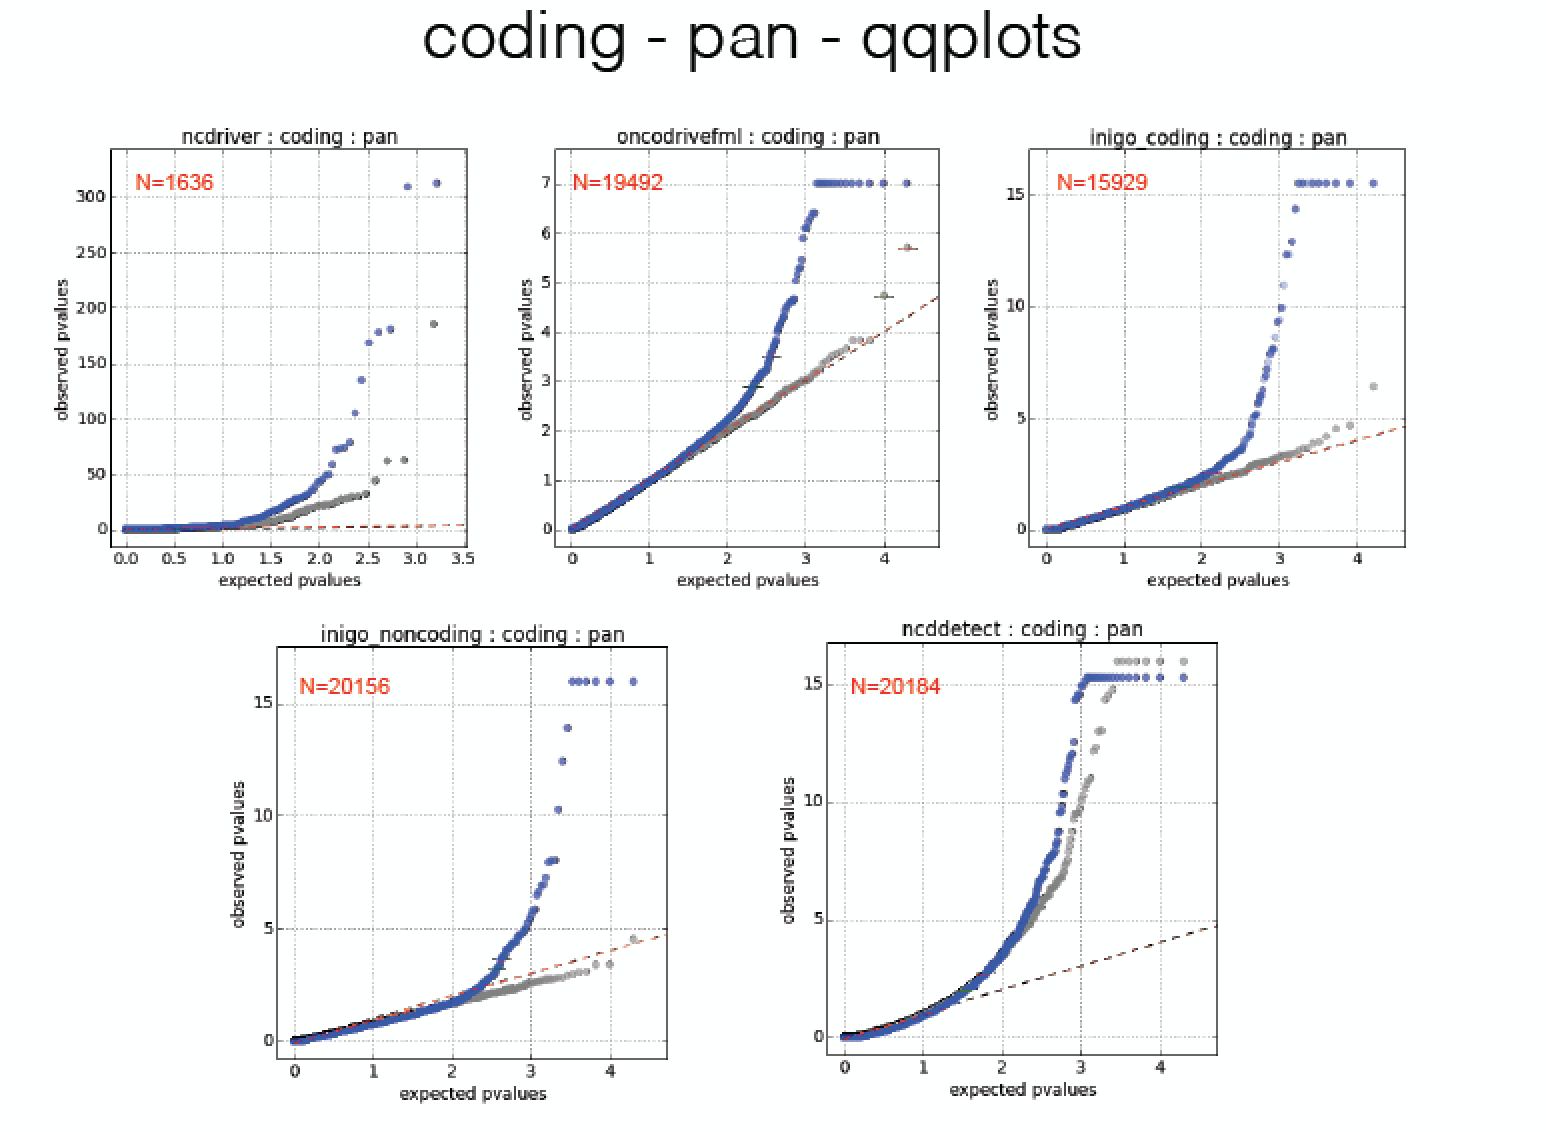 coding - pan - qqplots
ncdriver : coding : pan
N=1636
observed pvalues
300
250
200
150
100
50
0
0.0 0.5 1.0 1.5 2.0 2.5 3.0 3.5
expected pvalues
oncodrivefml : coding : pan
N=19492
observed pvalues
7
6
5
4
3
2
1
0
0 1 2 3 4
expected pvalues
inigo_coding : coding : pan
N=15929
observed pvalues
15
10
5
0
0 1 2 3 4
expected pvalues
inigo_noncoding : coding : pan
N=20156
observed pvalues
15
10
5
0
0 1 2 3 4
expected pvalues
ncddetect : coding : pan
N=20184
observed pvalues
15
10
5
0
0 1 2 3 4
expected pvalues